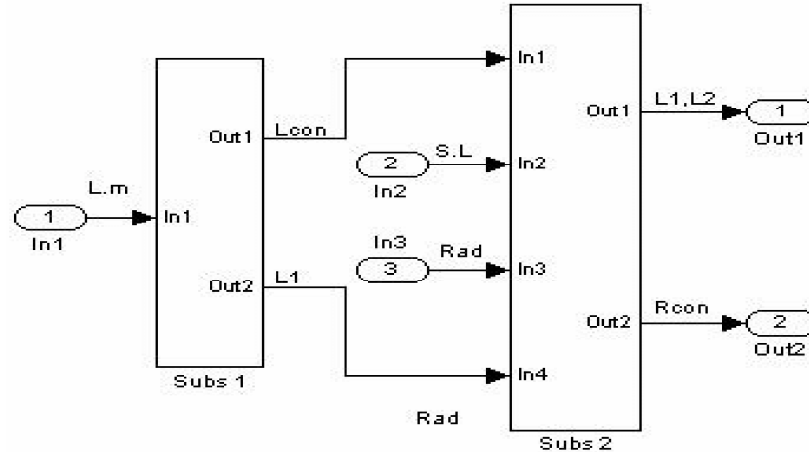 L.m
1
In1
In1
Out1
Out2
Subs 1
Lcon
L1
2
In2
S.L
In3
3
Rad
Rad
In1
In2
In3
In4
Out1
Out2
Subs 2
L1,L2
1
Out1
Rcon
2
Out2